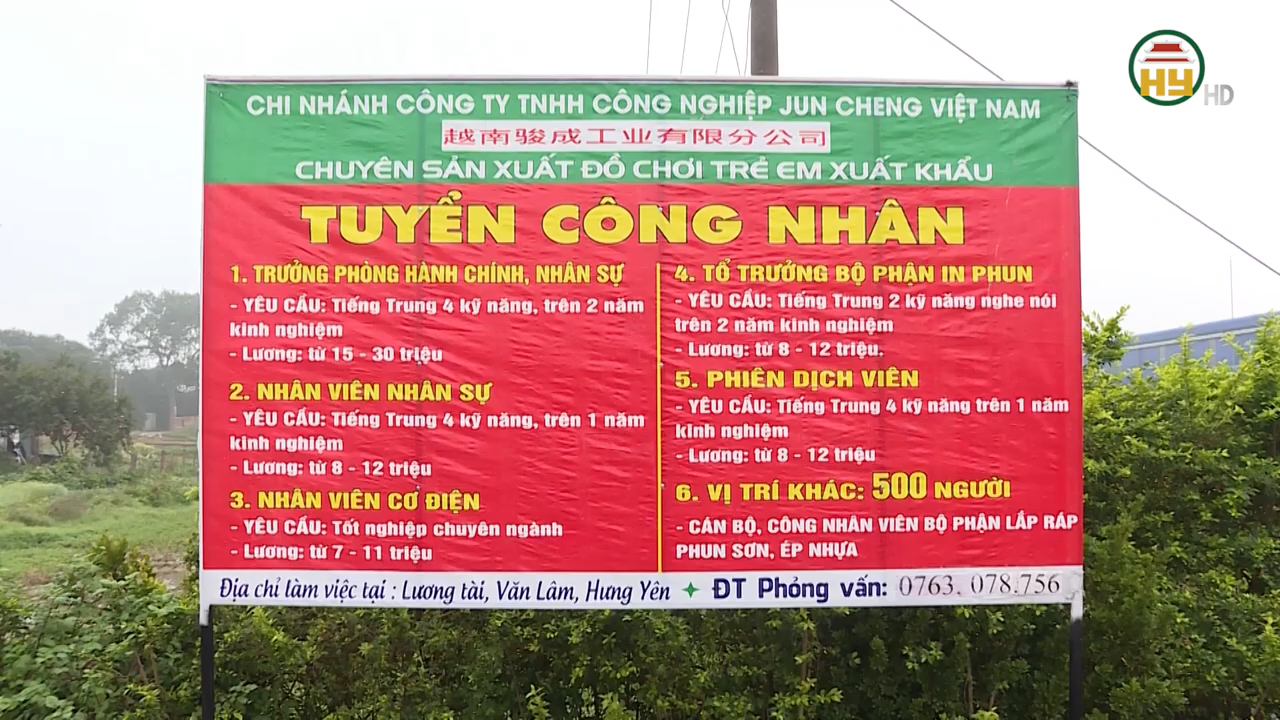 HY HD
CHI NHÁNH CÔNG TY TNHH CÔNG NGHIỆP JUN CHENG VIỆT NAM
越南骏成工业有限分公司
CHUYÊN SẢN XUẤT ĐỒ CHƠI TRẺ EM XUẤT KHẨU
TUYỂN CÔNG NHÂN
1. TRƯỞNG PHÒNG HÀNH CHÍNH, NHÂN SỰ
- YÊU CẦU: Tiếng Trung 4 kỹ năng, trên 2 năm
kinh nghiệm
- Lương: từ 15 - 30 triệu
2. NHÂN VIÊN NHÂN SỰ
- YÊU CẦU: Tiếng Trung 4 kỹ năng, trên 1 năm
kinh nghiệm
- Lương: từ 8 - 12 triệu
3. NHÂN VIÊN CƠ ĐIỆN
- YÊU CẦU: Tốt nghiệp chuyên ngành
- Lương: từ 7 - 11 triệu
4. TỔ TRƯỞNG BỘ PHẬN IN PHUN
- YÊU CẦU: Tiếng Trung 2 kỹ năng nghe nói
trên 2 năm kinh nghiệm
- Lương: từ 8 - 12 triệu.
5. PHIÊN DỊCH VIÊN
- YÊU CẦU: Tiếng Trung 4 kỹ năng trên 1 năm
kinh nghiệm
- Lương: từ 8 - 12 triệu
6. VỊ TRÍ KHÁC: 500 NGƯỜI
- CÁN BỘ, CÔNG NHÂN VIÊN BỘ PHẬN LẮP RÁP
PHUN SƠN, ÉP NHỰA
Địa chỉ làm việc tại : Lương tài, Văn Lâm, Hưng Yên ✦ ĐT Phỏng vấn: 0763. 078.756